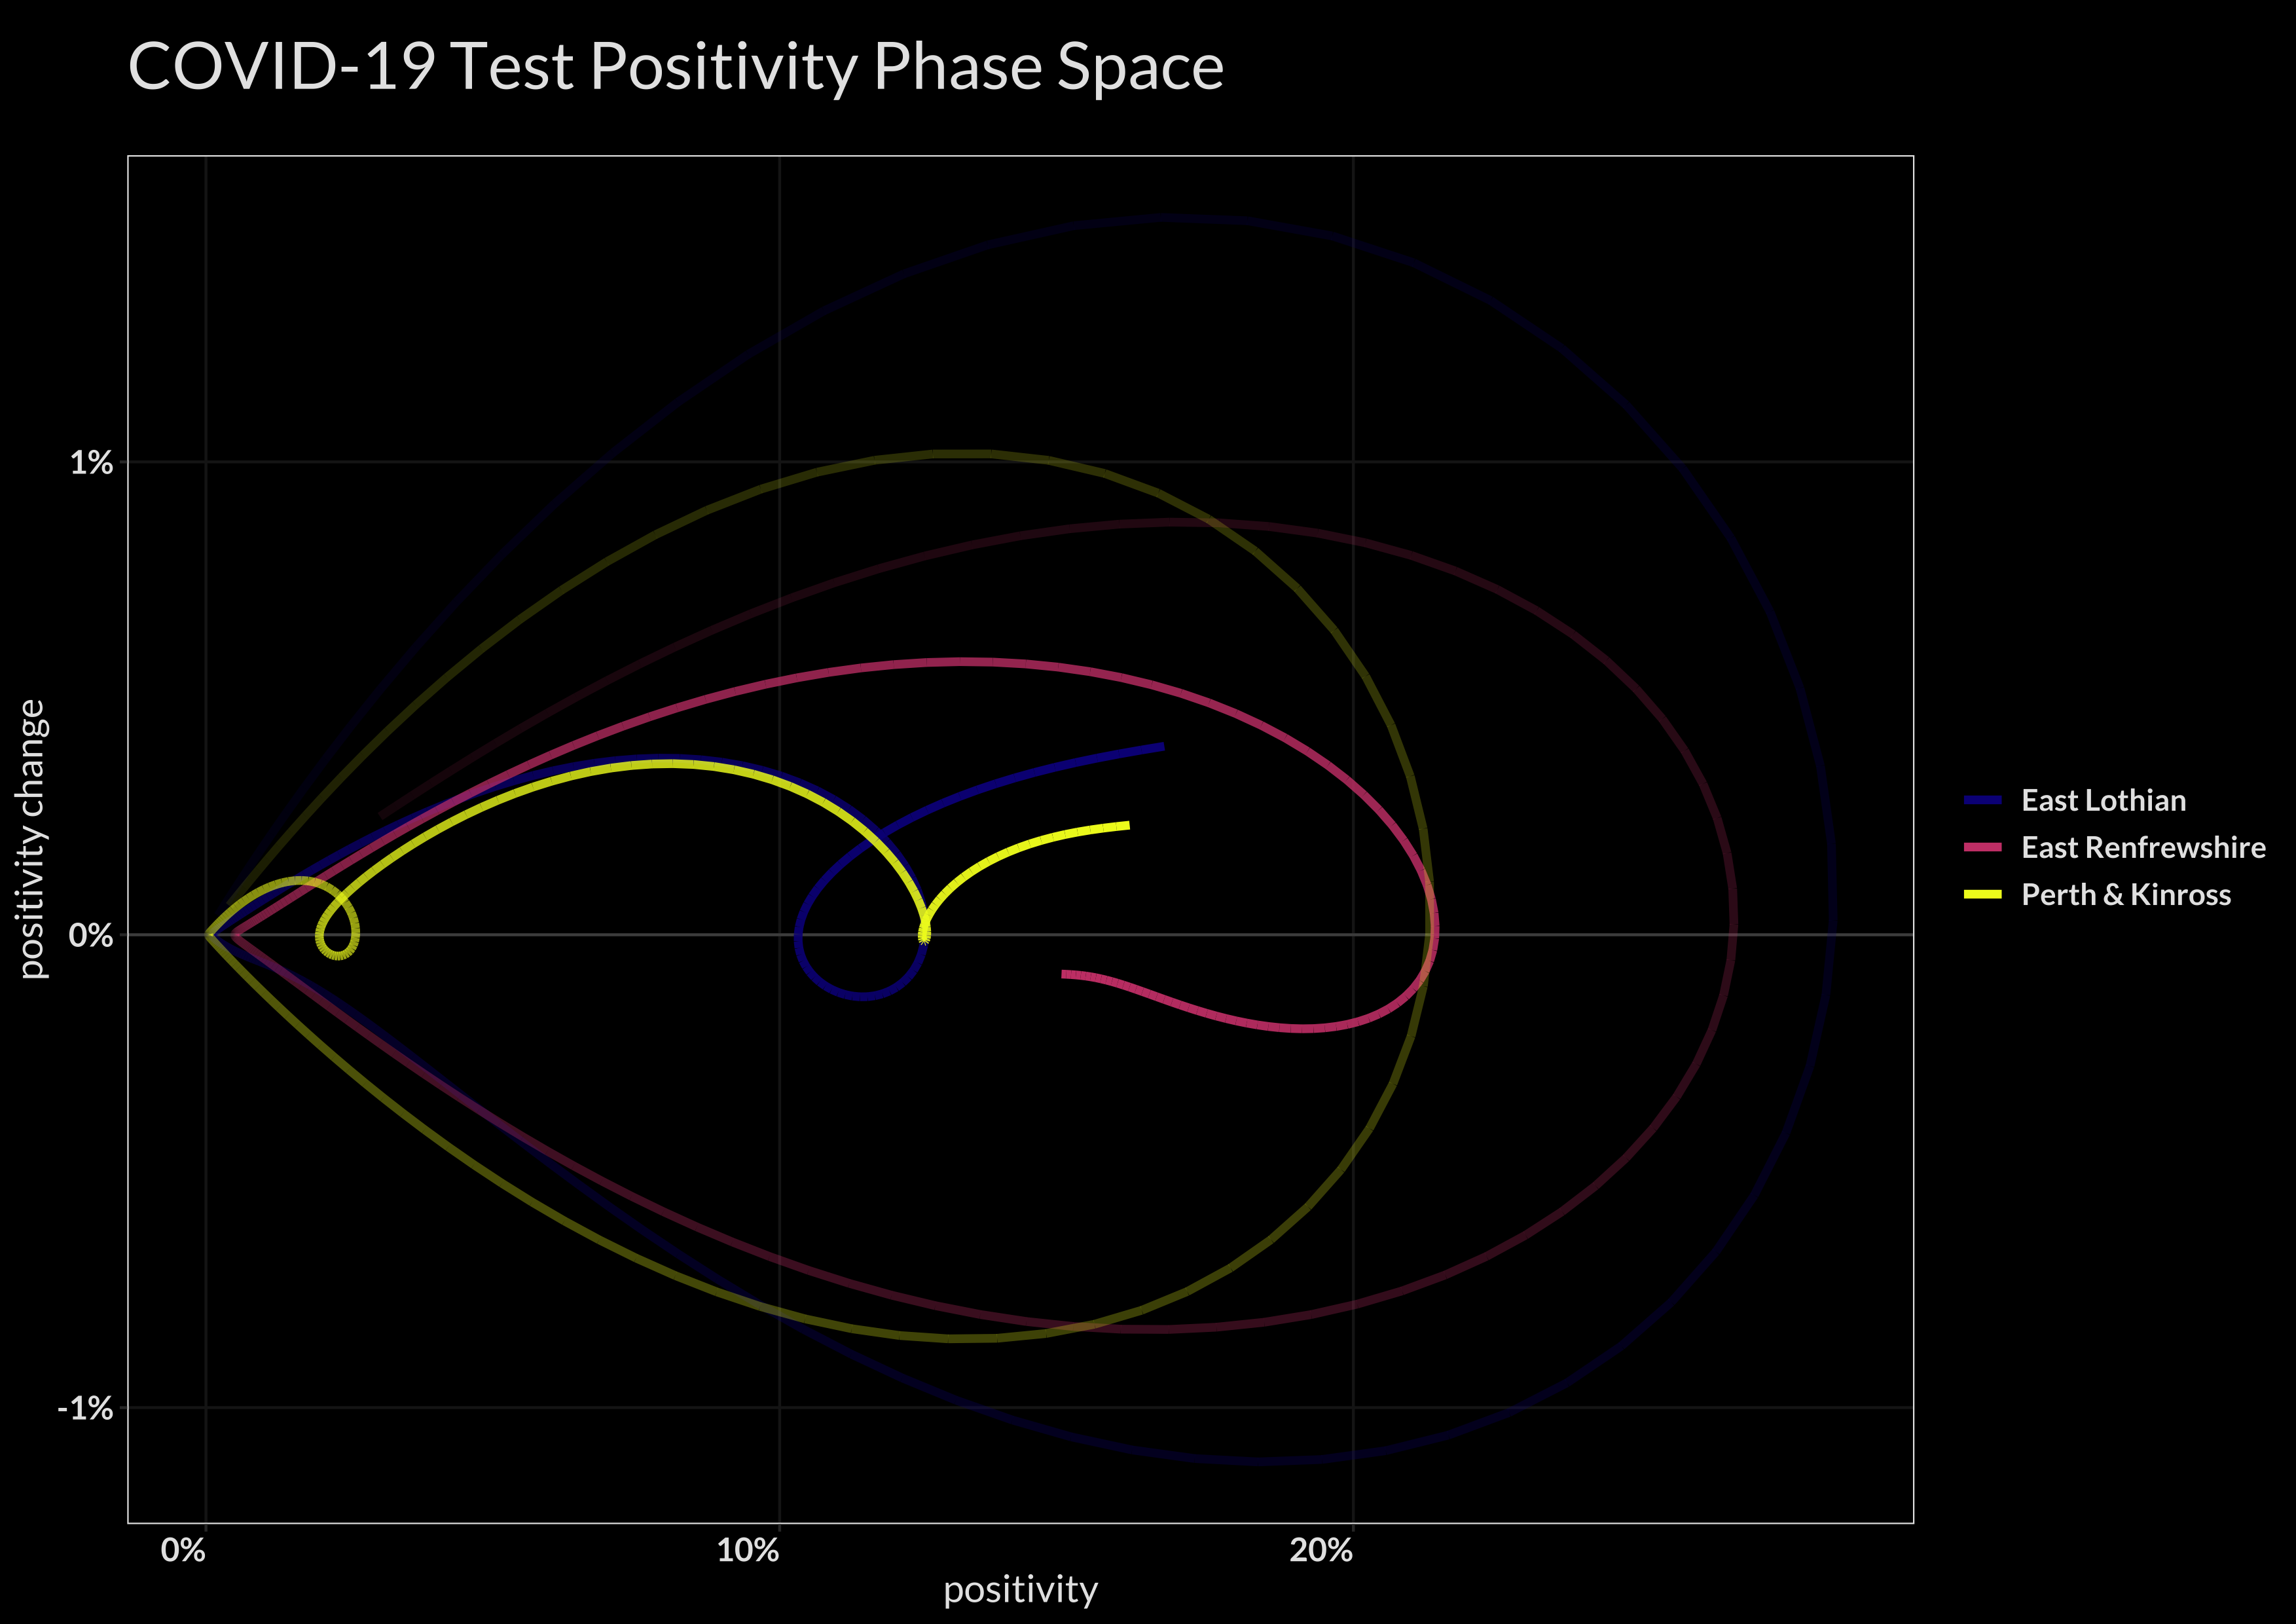 COVID-19 Test Positivity Phase Space
positivity change
1%
0%
-1%
0%
10%
20%
positivity
East Lothian
East Renfrewshire
Perth & Kinross